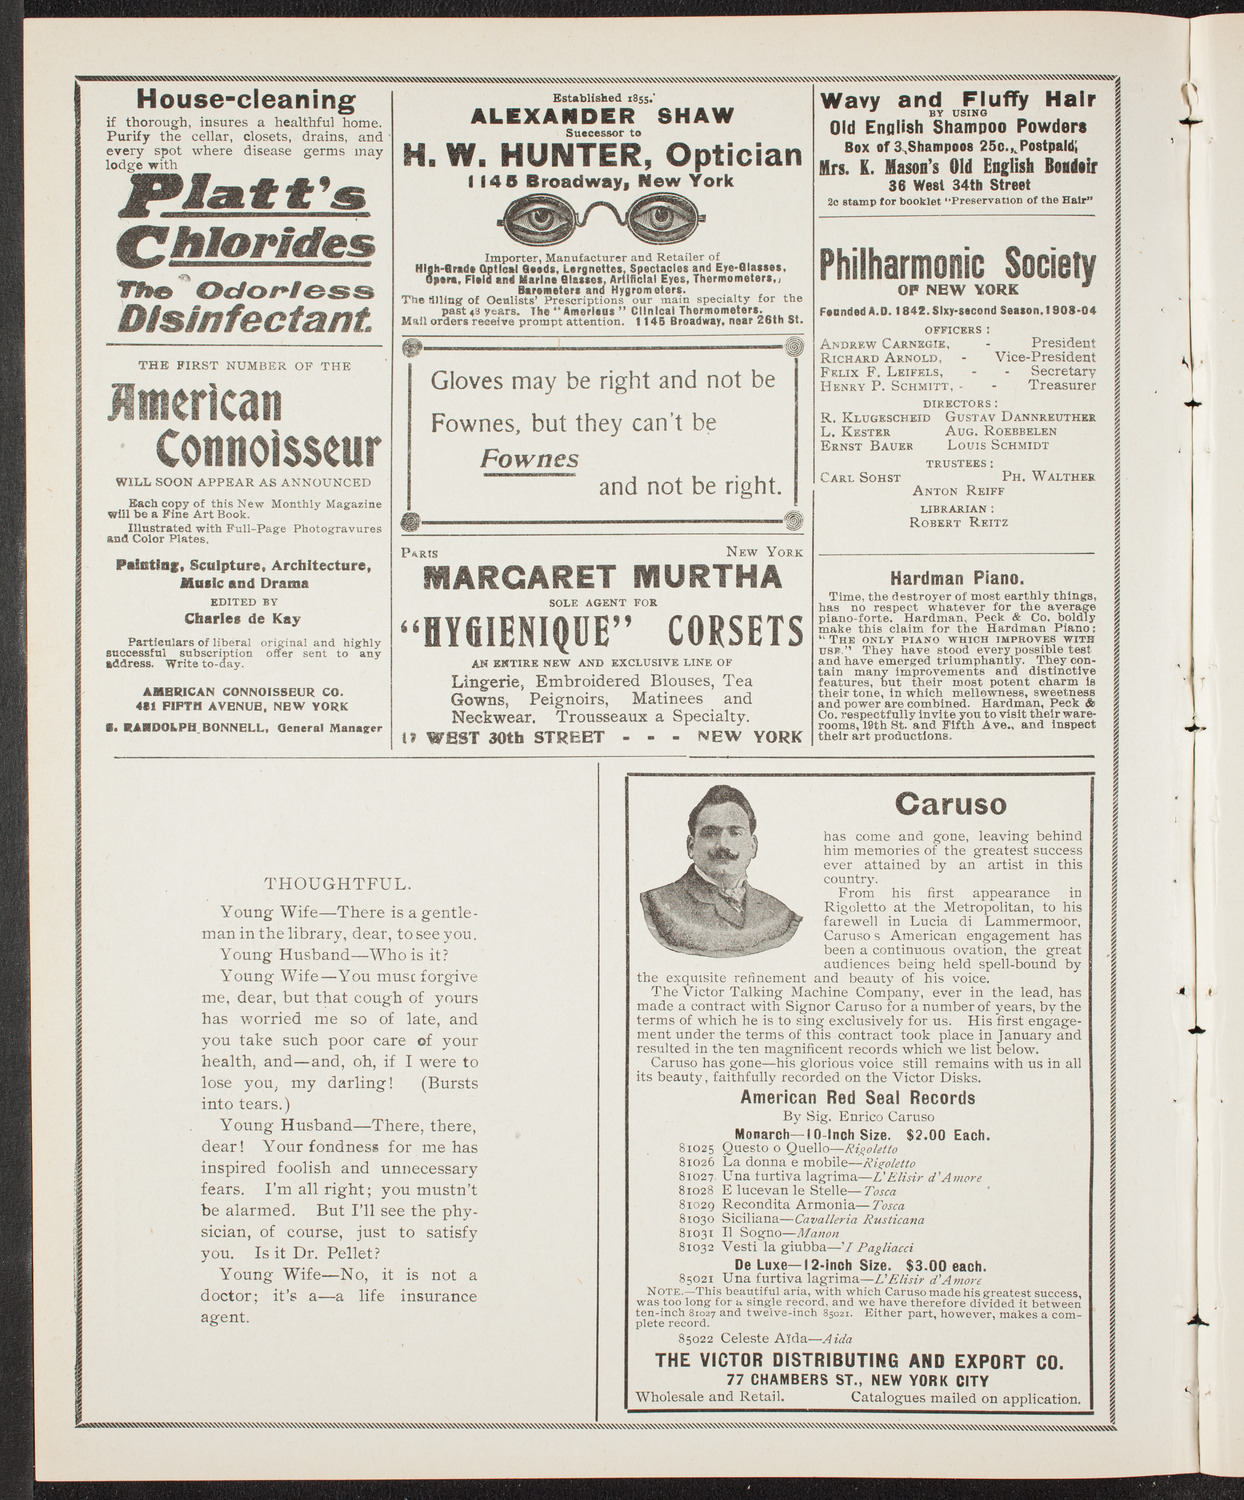 House-cleaning
if thorough, insures a healthful home.
Purify the cellar, closets, drains, and
every spot where disease germs may
lodge with
Platt's
Chlorides
The Odorless
Disinfectant.
THE FIRST NUMBER OF THE
American
Connoisseur
WILL SOON APPEAR AS ANNOUNCED
Each copy of this New Monthly Magazine
will be a Fine Art Book.
Illustrated with Full-Page Photogravures
and Color Plates.
Painting, Sculpture, Architecture,
Music and Drama
EDITED BY
Charles de Kay
Particulars of liberal original and highly
successful subscription offer sent to any
address. Write to-day.
AMERICAN CONNOISSEUR CO.
481 FIFTH AVENUE, NEW YORK
S. RANDOLPH BONNELL, General Manager
Established 1855.
ALEXANDER SHAW
Successor to
H. W. HUNTER, Optician
1145 Broadway, New York
Importer, Manufacturer and Retailer of
High-Grade Optical Goods, Lorgnettes, Spectacles and Eye-Glasses,
Opera, Field and Marine Glasses, Artificial Eyes, Thermometers,
Barometers and Hygrometers.
The filling of Oculists' Prescriptions our main specialty for the
past 48 years. The "Americus" Clinical Thermometers.
Mail orders receive prompt attention. 1145 Broadway, near 26th St.
Gloves may be right and not be
Fownes, but they can't be
Fownes
and not be right.
PARIS NEW YORK
MARGARET MURTHA
SOLE AGENT FOR
"HYGIENIQUE" CORSETS
AN ENTIRE NEW AND EXCLUSIVE LINE OF
Lingerie, Embroidered Blouses, Tea
Gowns, Peignoirs, Matinees and
Neckwear. Trousseaux a Specialty.
17 WEST 30th STREET - - - NEW YORK
Wavy and Fluffy Hair
BY USING
Old English Shampoo Powders
Box of 3 Shampoos 25c., Postpaid;
Mrs. K. Mason's Old English Boudoir
36 West 34th Street
2c stamp for booklet "Preservation of the Hair"
Philharmonic Society
OF NEW YORK
Founded A.D. 1842. Sixy-second Season, 1903-04
OFFICERS:
ANDREW CARNEGIE, - President
RICHARD ARNOLD, - Vice-President
FELIX F. LEIFELS, - - Secretary
HENRY P. SCHMITT, - - Treasurer
DIRECTORS:
R. KLUGESCHEID GUSTAV DANNREUTHER
L. KESTER AUG. ROEBBELEN
ERNST BAUER LOUIS SCHMIDT
TRUSTEES:
CARL SOHST PH. WALTHER
ANTON REIFF
LIBRARIAN:
ROBERT REITZ
Hardman Piano.
Time, the destroyer of most earthly things,
has no respect whatever for the average
piano-forte. Hardman, Peck & Co. boldly
make this claim for the Hardman Piano:
"THE ONLY PIANO WHICH IMPROVES WITH
USE." They have stood every possible test
and have emerged triumphantly. They con-
tain many improvements and distinctive
features, but their most potent charm is
their tone, in which mellowness, sweetness
and power are combined. Hardman, Peck &
Co. respectfully invite you to visit their ware-
rooms, 19th St. and Fifth Ave., and inspect
their art productions.
THOUGHTFUL.
Young Wife—There is a gentle-
man in the library, dear, to see you.
Young Husband—Who is it?
Young Wife—You must forgive
me, dear, but that cough of yours
has worried me so of late, and
you take such poor care of your
health, and—and, oh, if I were to
lose you, my darling! (Bursts
into tears.)
Young Husband—There, there,
dear! Your fondness for me has
inspired foolish and unnecessary
fears. I'm all right; you mustn't
be alarmed. But I'll see the phy-
sician, of course, just to satisfy
you. Is it Dr. Pellet?
Young Wife—No, it is not a
doctor; it's a—a life insurance
agent.
Caruso
has come and gone, leaving behind
him memories of the greatest success
ever attained by an artist in this
country.
From his first appearance in
Rigoletto at the Metropolitan, to his
farewell in Lucia di Lammermoor,
Caruso s American engagement has
been a continuous ovation, the great
audiences being held spell-bound by
the exquisite refinement and beauty of his voice.
The Victor Talking Machine Company, ever in the lead, has
made a contract with Signor Caruso for a number of years, by the
terms of which he is to sing exclusively for us. His first engage-
ment under the terms of this contract took place in January and
resulted in the ten magnificent records which we list below.
Caruso has gone—his glorious voice still remains with us in all
its beauty, faithfully recorded on the Victor Disks.
American Red Seal Records
By Sig. Enrico Caruso
Monarch—10-Inch Size. $2.00 Each.
81025 Questo o Quello—Rigoletto
81026 La donna e mobile—Rigoletto
81027 Una furtiva lagrima—L'Elisir d'Amore
81028 E lucevan le Stelle—Tosca
81029 Recondita Armonia—Tosca
81030 Siciliana—Cavalleria Rusticana
81031 Il Sogno—Manon
81032 Vesti la giubba—'I Pagliacci
De Luxe—12-inch Size. $3.00 each.
85021 Una furtiva lagrima—L'Elisir d'Amore
NOTE.—This beautiful aria, with which Caruso made his greatest success,
was too long for a single record, and we have therefore divided it between
ten-inch 81027 and twelve-inch 85021. Either part, however, makes a com-
plete record.
85022 Celeste Aïda—Aida
THE VICTOR DISTRIBUTING AND EXPORT CO.
77 CHAMBERS ST., NEW YORK CITY
Wholesale and Retail. Catalogues mailed on application.